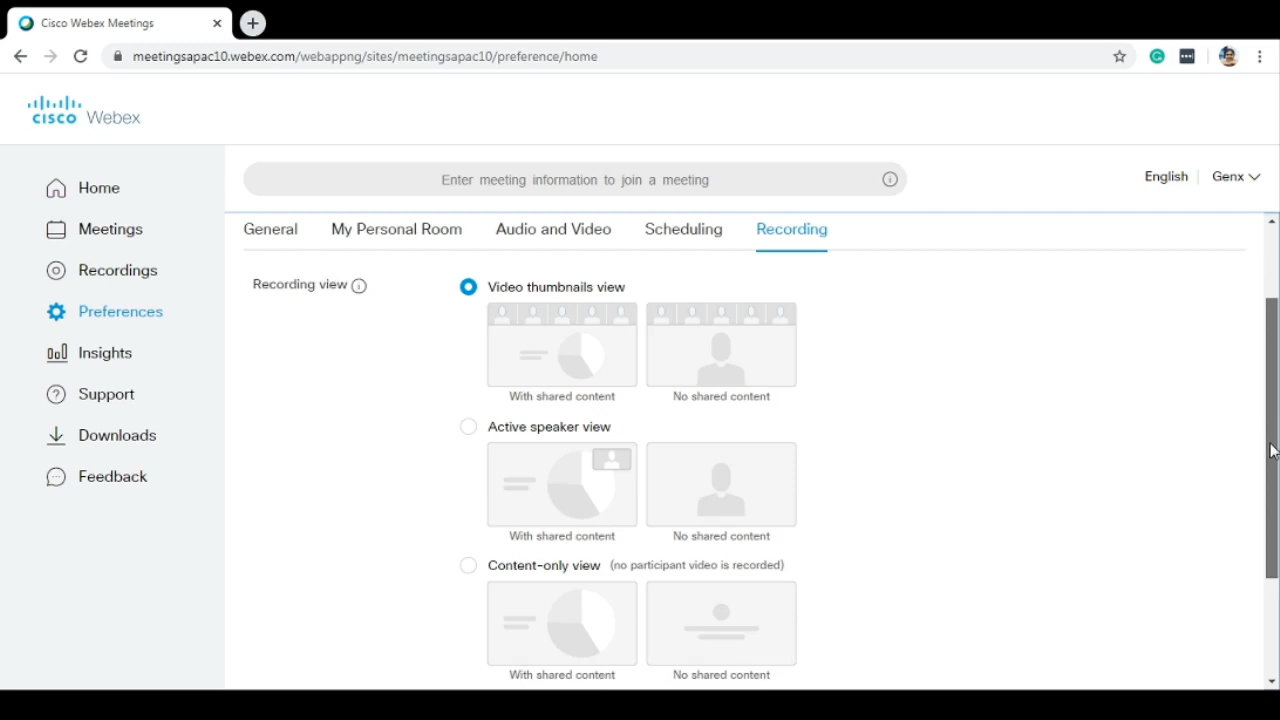 Cisco Webex Meetings
meetingsapac10.webex.com/webappng/sites/meetingsapac10/preference/home
cisco Webex
Home
Meetings
Recordings
Preferences
Insights
Support
Downloads
Feedback
Enter meeting information to join a meeting
English Genx
General My Personal Room Audio and Video Scheduling Recording
Recording view
Video thumbnails view
With shared content No shared content
Active speaker view
With shared content No shared content
Content-only view (no participant video is recorded)
With shared content No shared content